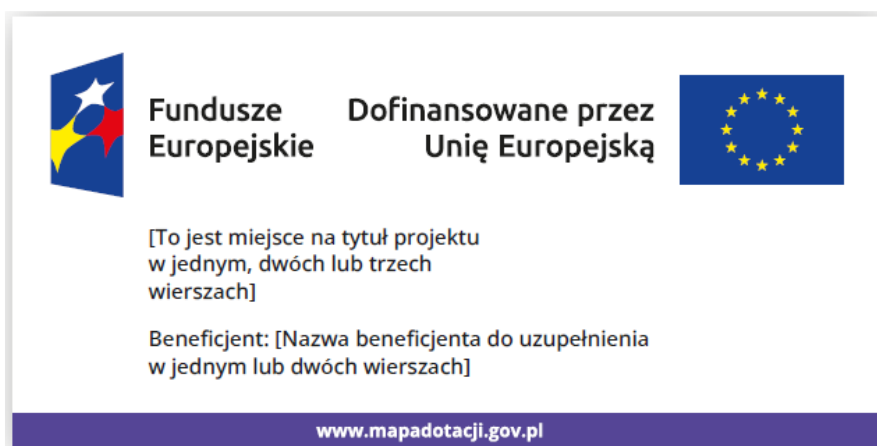 Fundusze
Europejskie
Dofinansowane przez
Unię Europejską
[To jest miejsce na tytuł projektu
w jednym, dwóch lub trzech
wierszach]
Beneficjent: [Nazwa beneficjenta do uzupełnienia
w jednym lub dwóch wierszach]
www.mapadotacji.gov.pl